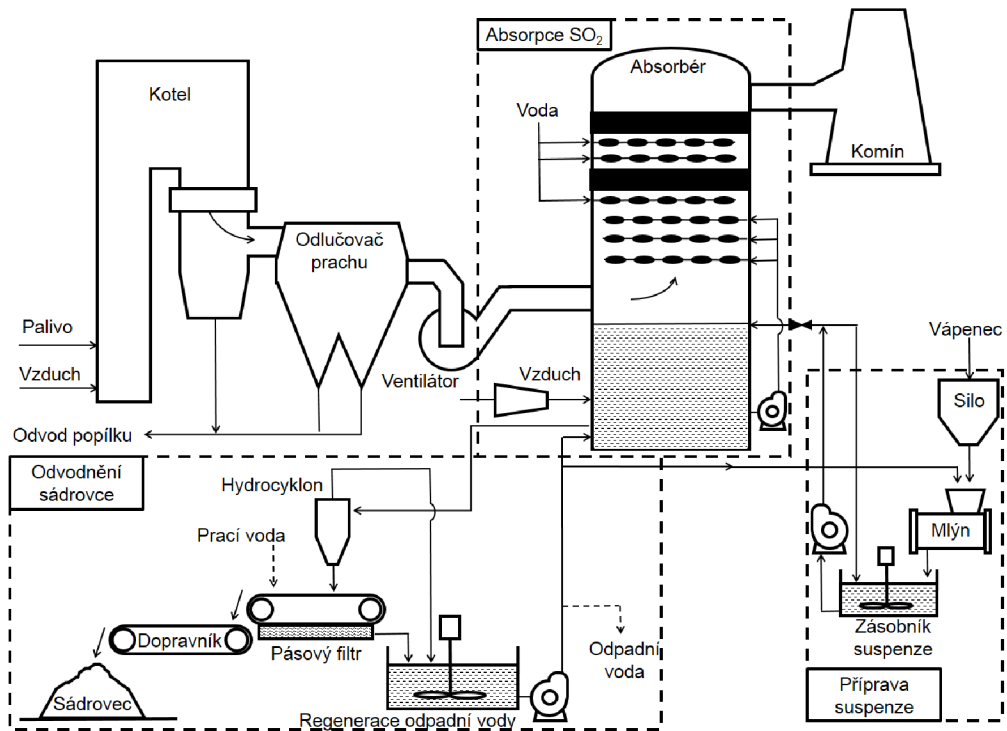 Absorpce SO₂
Absorbér
Kotel
Voda
Komín
Odlučovač
prachu
Palivo
Vzduch
Ventilátor
Vzduch
Vápenec
Silo
Odvod popílku
Odvodnění
sádrovce
Hydrocyklon
Prací voda
Mlýn
Dopravník
Pásový filtr
Odpadní
voda
Zásobník
suspenze
Sádrovec
Regenerace odpadní vody
Příprava
suspenze